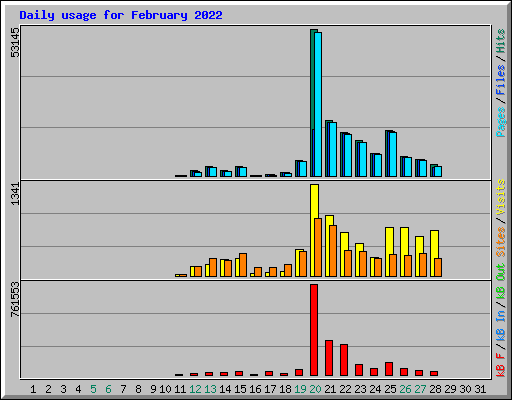 Daily usage for February 2022
53145
Pages/Files/Hits
1341
Sites/Visits
761553
kB F/kB In/kB Out
1 2 3 4 5 6 7 8 9 10 11 12 13 14 15 16 17 18 19 20 21 22 23 24 25 26 27 28 29 30 31